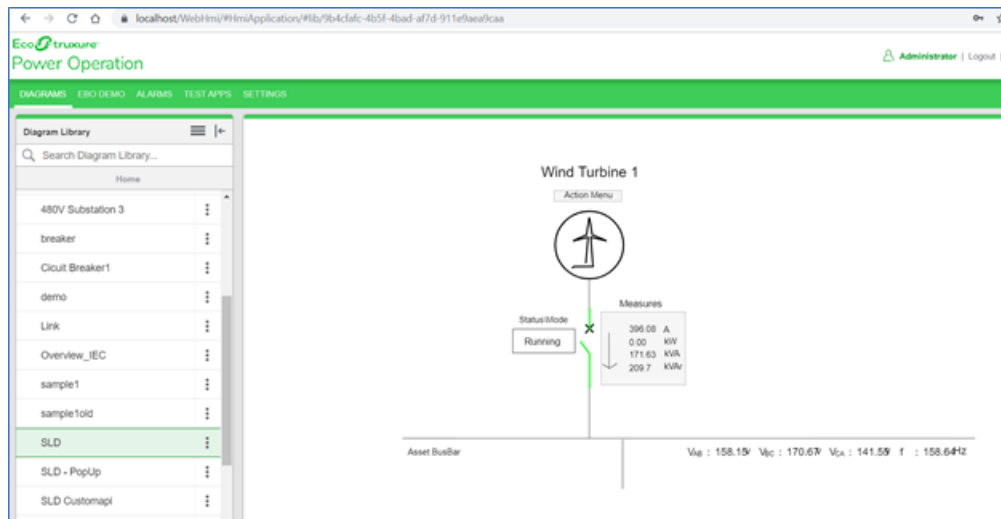 localhost/WebHmi/#HmiApplication/#lib/9b4cfafc-4b5f-4bad-af7d-911e9aea9caa
EcoStruxure
Power Operation
Administrator | Logout |
DIAGRAMS EBO DEMO ALARMS TEST APPS SETTINGS
Diagram Library
Search Diagram Library...
Home
480V Substation 3
breaker
Cicuit Breaker1
demo
Link
Overview_IEC
sample1
sample1old
SLD
SLD - PopUp
SLD Customapi
Wind Turbine 1
Action Menu
Measures
Status\Mode
Running
396.08 A
0.00 kW
171.63 kVA
209.7 kVAr
Asset BusBar
VAB : 158.15V VBC : 170.67V VCA : 141.55V f : 158.64HZ